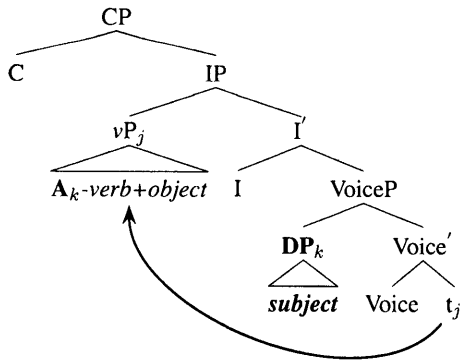 CP
C IP
vPⱼ I′
Aₖ-verb+object I VoiceP
DPₖ Voice′
subject Voice tⱼ